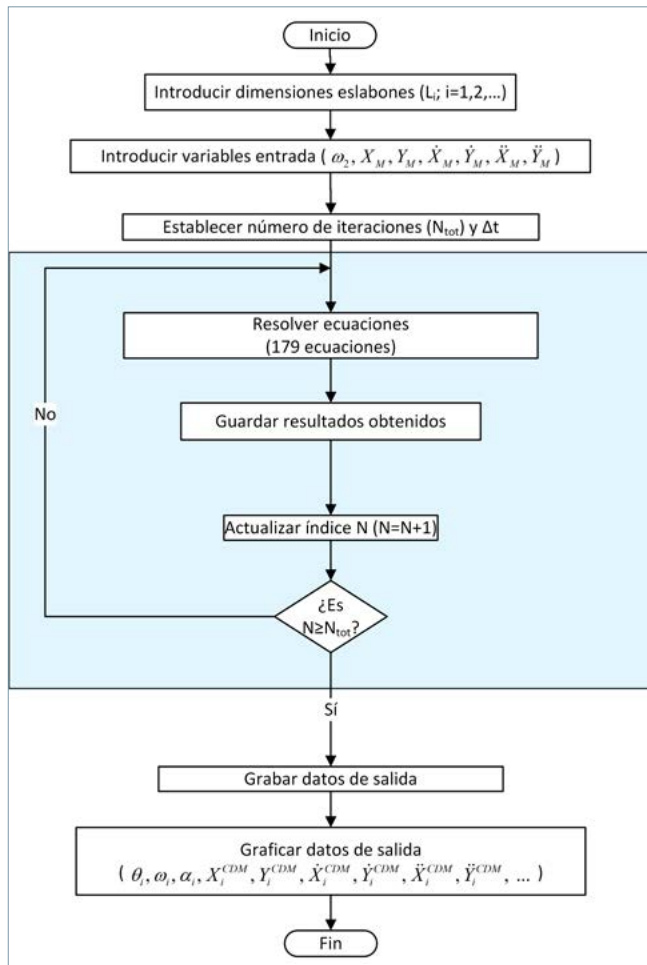 Inicio
Introducir dimensiones eslabones (Lᵢ; i=1,2,...)
Introducir variables entrada ( ω₂, X_M, Y_M, Ẋ_M, Ẏ_M, Ẍ_M, Ÿ_M )
Establecer número de iteraciones (N_tot) y Δt
Resolver ecuaciones
(179 ecuaciones)
No
Guardar resultados obtenidos
Actualizar índice N (N=N+1)
¿Es
N≥N_tot?
Sí
Grabar datos de salida
Graficar datos de salida
( θᵢ, ωᵢ, αᵢ, Xᵢ^CDM, Yᵢ^CDM, Ẋᵢ^CDM, Ẏᵢ^CDM, Ẍᵢ^CDM, Ÿᵢ^CDM, ... )
Fin